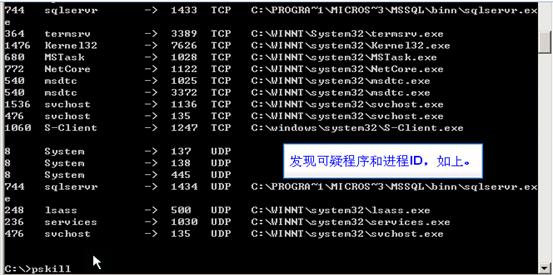 744 sqlservr -> 1433 TCP C:\PROGRA~1\MICROS~3\MSSQL\binn\sqlservr.ex
e
364 termsrv -> 3389 TCP C:\WINNT\System32\termsrv.exe
1476 Kernel32 -> 7626 TCP C:\WINNT\System32\Kernel32.exe
680 MSTask -> 1028 TCP C:\WINNT\system32\MSTask.exe
772 NetCore -> 1122 TCP C:\WINNT\System32\NetCore.exe
540 msdtc -> 1025 TCP C:\WINNT\System32\msdtc.exe
540 msdtc -> 3372 TCP C:\WINNT\System32\msdtc.exe
1536 svchost -> 1136 TCP C:\WINNT\System32\svchost.exe
476 svchost -> 135 TCP C:\WINNT\system32\svchost.exe
1060 S-Client -> 1247 TCP C:\windows\system32\S-Client.exe
8 System -> 137 UDP
8 System -> 138 UDP
8 System -> 445 UDP
发现可疑程序和进程ID，如上。
744 sqlservr -> 1434 UDP C:\PROGRA~1\MICROS~3\MSSQL\binn\sqlservr.ex
e
248 lsass -> 500 UDP C:\WINNT\system32\lsass.exe
236 services -> 1030 UDP C:\WINNT\system32\services.exe
476 svchost -> 135 UDP C:\WINNT\system32\svchost.exe
C:\>pskill